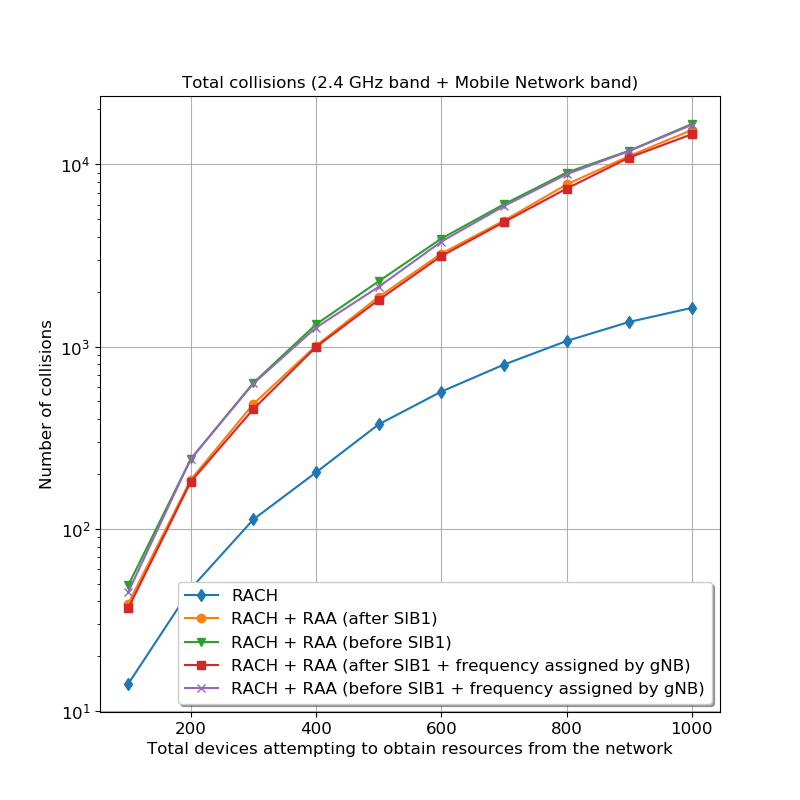 Total collisions (2.4 GHz band + Mobile Network band)
Number of collisions
10^4
10^3
10^2
10^1
RACH
RACH + RAA (after SIB1)
RACH + RAA (before SIB1)
RACH + RAA (after SIB1 + frequency assigned by gNB)
RACH + RAA (before SIB1 + frequency assigned by gNB)
200 400 600 800 1000
Total devices attempting to obtain resources from the network